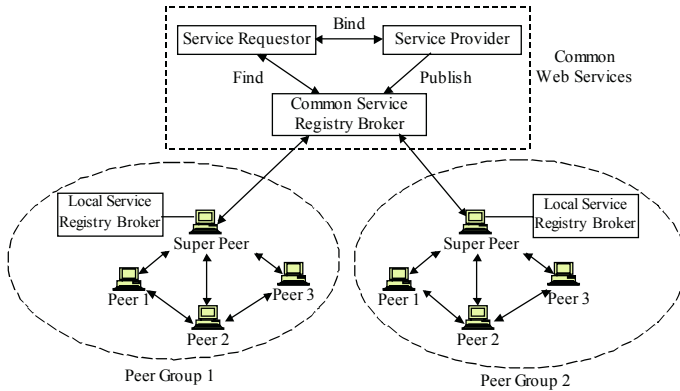 Bind
Service Requestor
Service Provider
Common
Web Services
Find
Publish
Common Service
Registry Broker
Local Service
Registry Broker
Super Peer
Peer 1
Peer 3
Peer 2
Peer Group 1
Local Service
Registry Broker
Super Peer
Peer 1
Peer 3
Peer 2
Peer Group 2